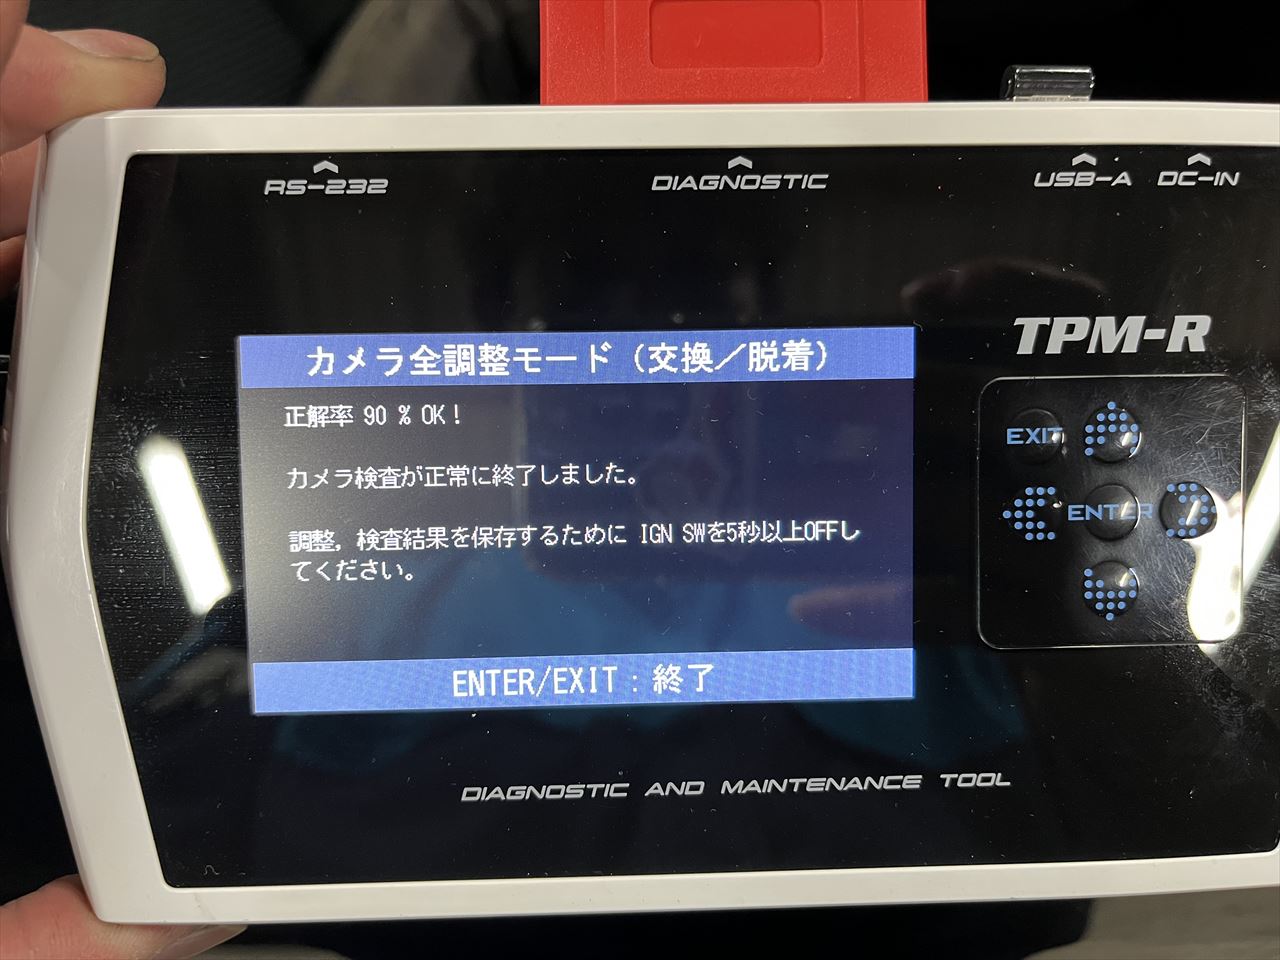 RS-232
DIAGNOSTIC
USB-A
DC-IN
TPM-R
カメラ全調整モード（交換／脱着）
正解率 90 % OK！
カメラ検査が正常に終了しました。
調整，検査結果を保存するために IGN SWを5秒以上OFFし
てください。
ENTER/EXIT：終了
EXIT
ENTER
DIAGNOSTIC AND MAINTENANCE TOOL